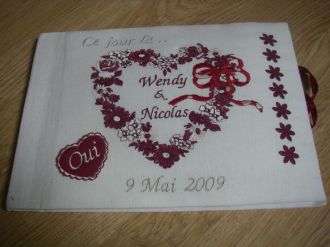 Ce jour là...
Wendy
&
Nicolas
Oui
9 Mai 2009